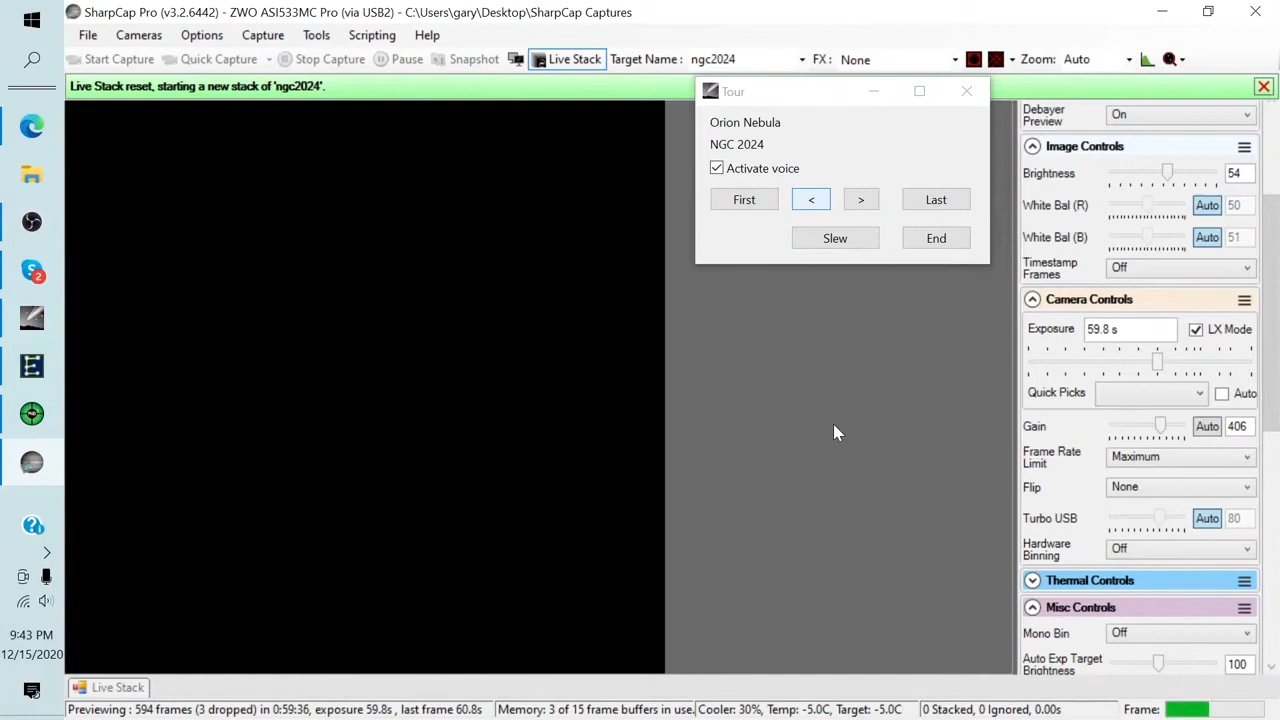 SharpCap Pro (v3.2.6442) - ZWO ASI533MC Pro (via USB2) - C:\Users\gary\Desktop\SharpCap Captures
File Cameras Options Capture Tools Scripting Help
Start Capture Quick Capture Stop Capture Pause Snapshot Live Stack Target Name : ngc2024 FX: None Zoom: Auto
Live Stack reset, starting a new stack of 'ngc2024'.
Tour
Orion Nebula
NGC 2024
Activate voice
First < > Last
Slew End
Debayer Preview On
Image Controls
Brightness 54
White Bal (R) Auto 50
White Bal (B) Auto 51
Timestamp Frames Off
Camera Controls
Exposure 59.8 s LX Mode
Quick Picks Auto
Gain Auto 406
Frame Rate Limit Maximum
Flip None
Turbo USB Auto 80
Hardware Binning Off
Thermal Controls
Misc Controls
Mono Bin Off
Auto Exp Target Brightness 100
2
PHD
9:43 PM
12/15/2020
Live Stack
Previewing : 594 frames (3 dropped) in 0:59:36, exposure 59.8s , last frame 60.8s Memory: 3 of 15 frame buffers in use. Cooler: 30%, Temp: -5.0C, Target: -5.0C 0 Stacked, 0 Ignored, 0.00s Frame: